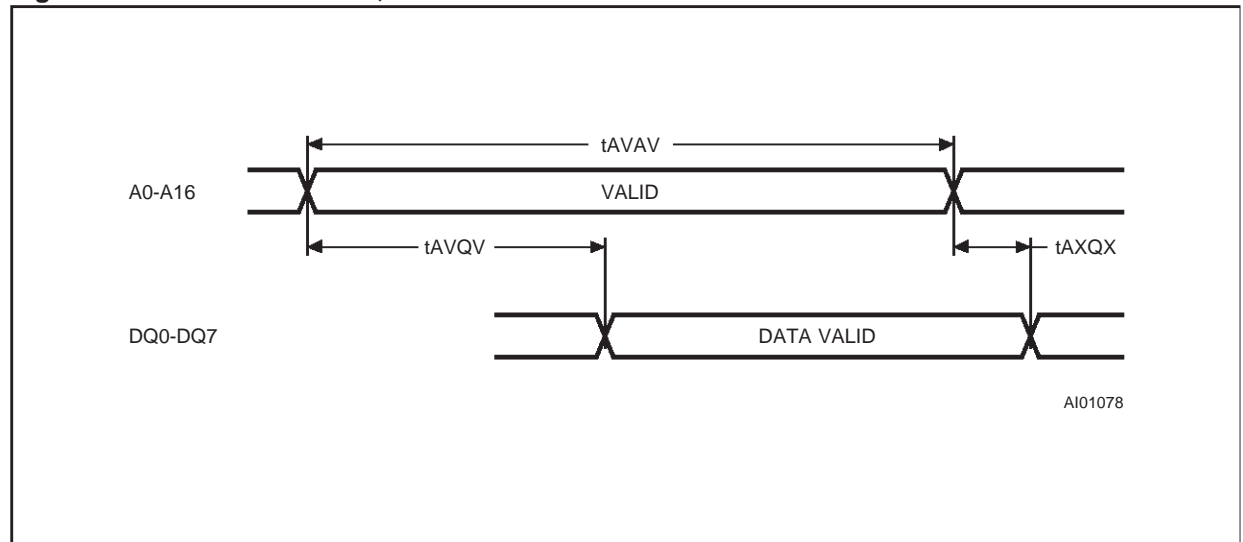 tAVAV
A0-A16
VALID
tAVQV
tAXQX
DQ0-DQ7
DATA VALID
AI01078